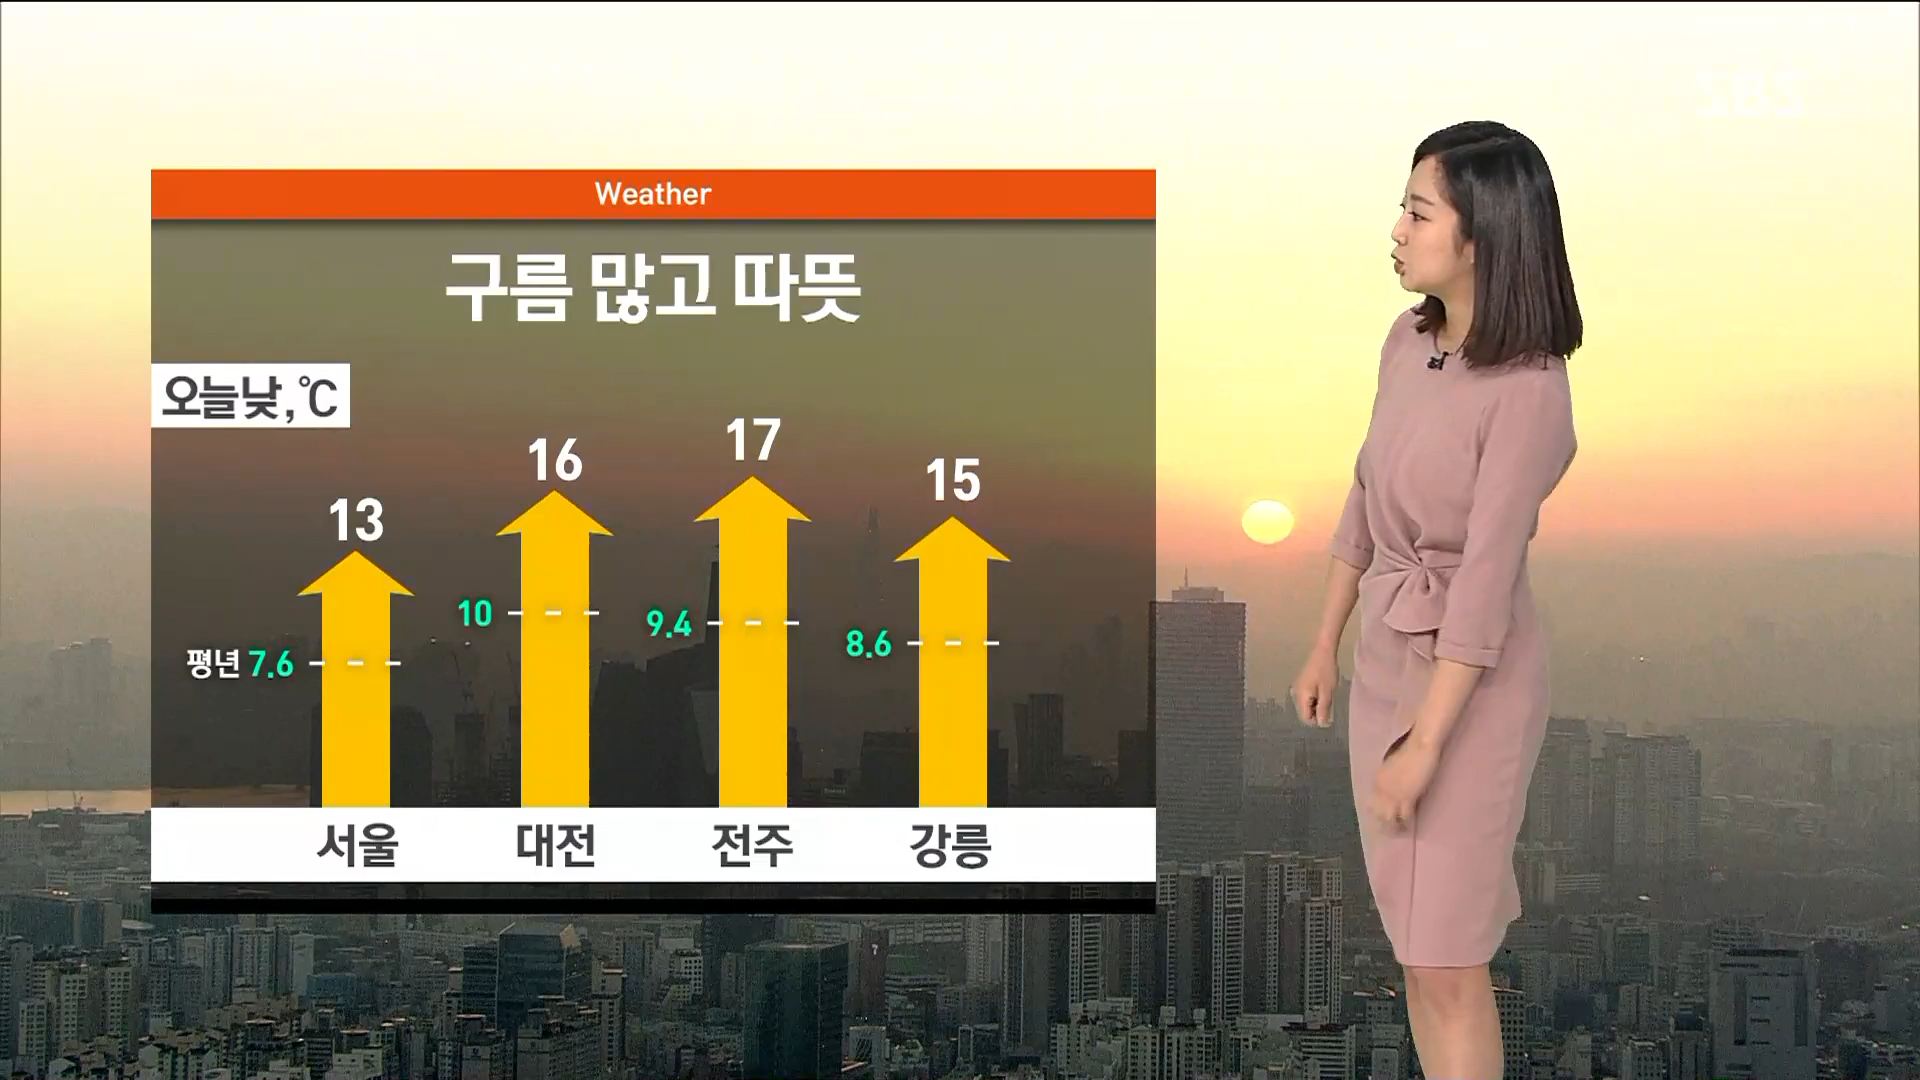 SBS
Weather
구름 많고 따뜻
오늘낮,℃
13
16
17
15
평년 7.6
10
9.4
8.6
서울
대전
전주
강릉